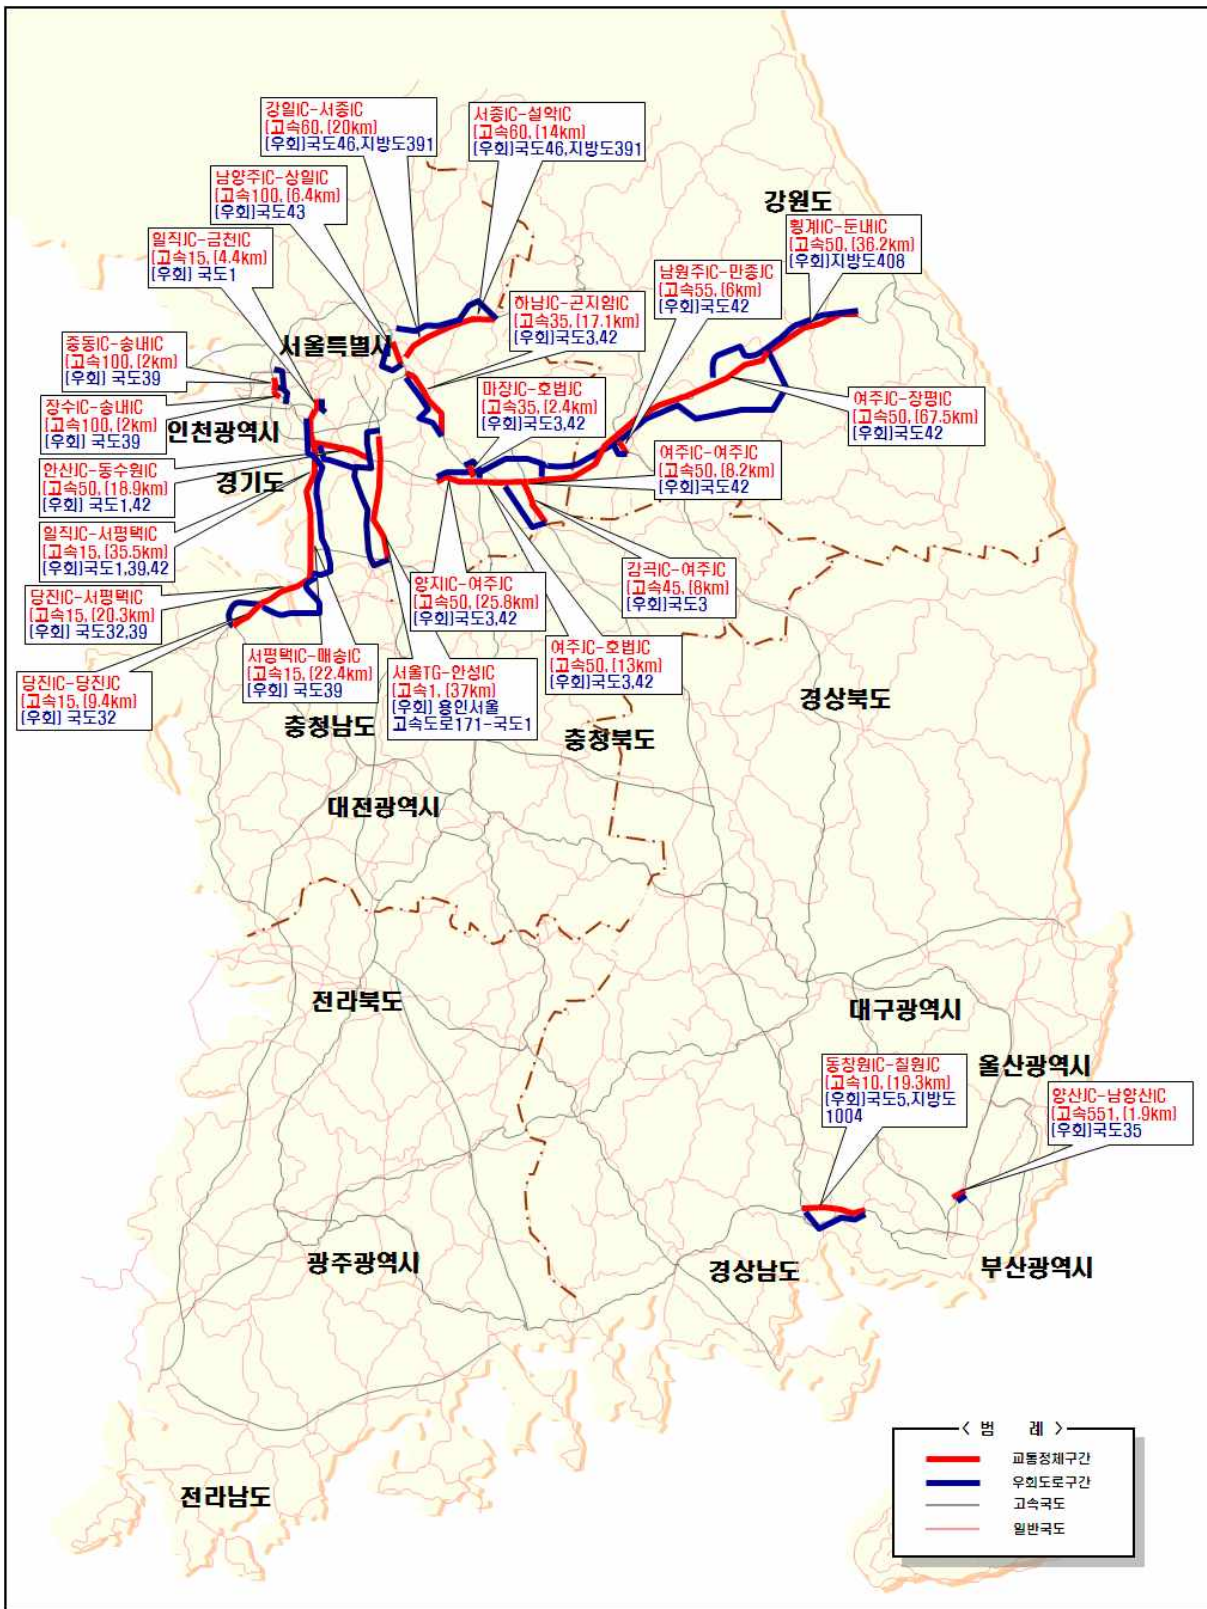 강일IC-서종IC
(고속60, (20km)
(우회)국도46,지방도391
서종IC-설악IC
(고속60, (14km)
(우회)국도46,지방도391
남양주IC-상일IC
(고속100, (6.4km)
(우회)국도43
강원도
횡계IC-둔내IC
(고속50, (36.2km)
(우회)지방도408
일직JC-금천IC
(고속15, (4.4km)
(우회) 국도1
남원주IC-만종JC
(고속55, (6km)
(우회)국도42
하남JC-곤지암IC
(고속35, (17.1km)
(우회)국도3,42
서울특별시
중동IC-송내IC
(고속100, (2km)
(우회) 국도39
마장JC-호법JC
(고속35, (2.4km)
(우회)국도3,42
여주JC-장평IC
(고속50, (67.5km)
(우회)국도42
장수IC-송내IC
(고속100, (2km)
(우회) 국도39
인천광역시
여주IC-여주JC
(고속50, (8.2km)
(우회)국도42
안산JC-동수원IC
(고속50, (18.9km)
(우회) 국도1,42
경기도
일직JC-서평택IC
(고속15, (35.5km)
(우회)국도1,39,42
양지IC-여주JC
(고속50, (25.8km)
(우회)국도3,42
감곡IC-여주JC
(고속45, (6km)
(우회)국도3
당진IC-서평택IC
(고속15, (20.3km)
(우회) 국도32,39
서평택IC-매송IC
(고속15, (22.4km)
(우회) 국도39
서울TG-안성IC
(고속1, (37km)
(우회) 용인서울
고속도로171-국도1
여주JC-호법JC
(고속50, (13km)
(우회)국도3,42
당진IC-당진JC
(고속15, (9.4km)
(우회) 국도32
경상북도
충청남도
충청북도
대전광역시
전라북도
대구광역시
동창원IC-칠원JC
(고속10, (19.3km)
(우회)국도5,지방도
1004
울산광역시
양산JC-남양산IC
(고속551, (1.9km)
(우회)국도35
광주광역시
경상남도
부산광역시
전라남도
< 범 례 >
교통정체구간
우회도로구간
고속국도
일반국도